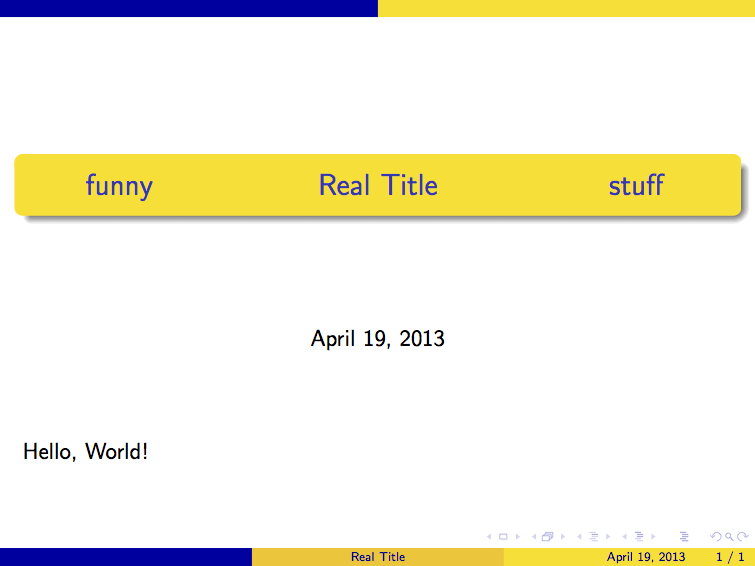 funny Real Title stuff
April 19, 2013
Hello, World!
Real Title April 19, 2013 1 / 1